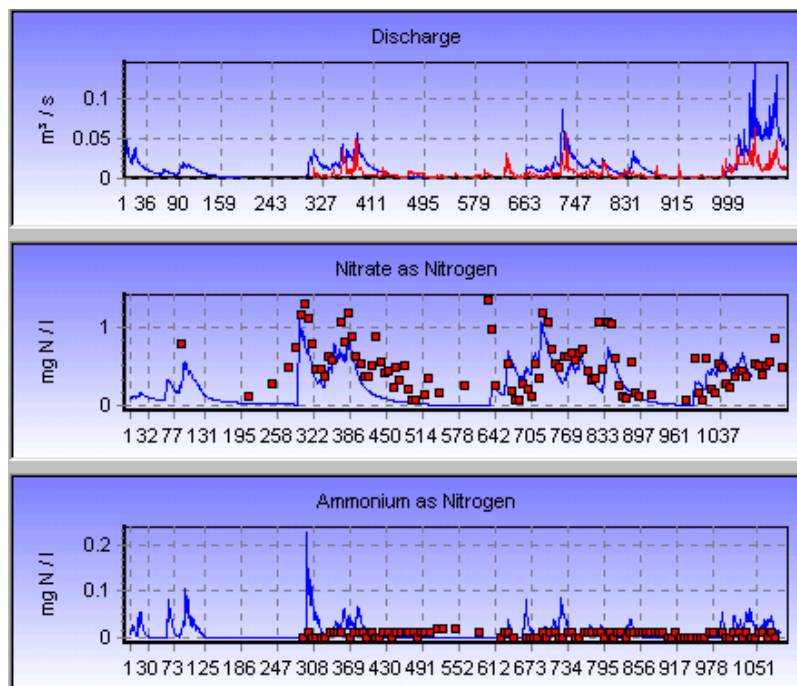 Discharge
m³ / s
0.1
0.05
0
1 36 90 159 243 327 411 495 579 663 747 831 915 999
Nitrate as Nitrogen
mg N / l
1
0
1 32 77 131 195 258 322 386 450 514 578 642 705 769 833 897 961 1037
Ammonium as Nitrogen
mg N / l
0.2
0.1
0
1 30 73 125 186 247 308 369 430 491 552 612 673 734 795 856 917 978 1051